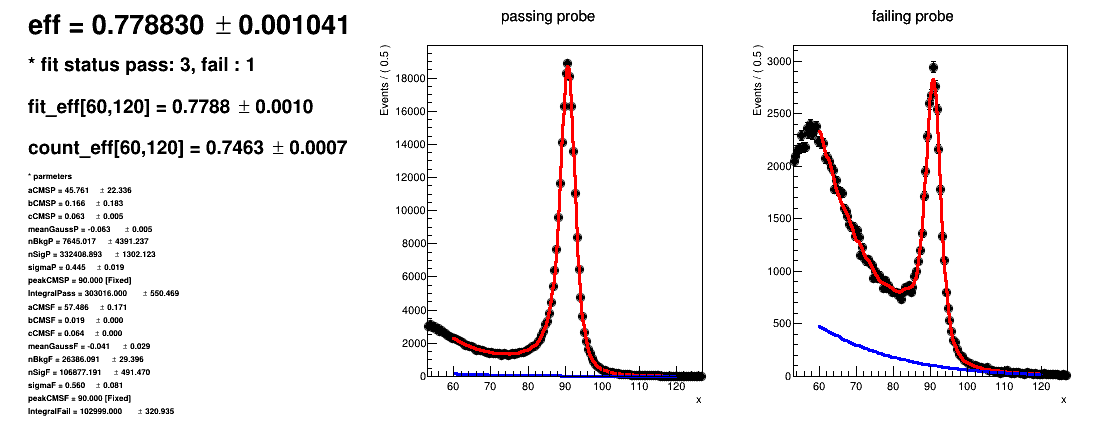 eff = 0.778830 ± 0.001041
* fit status pass: 3, fail : 1
fit_eff[60,120] = 0.7788 ± 0.0010
count_eff[60,120] = 0.7463 ± 0.0007
* parmeters
aCMSP = 45.761 ± 22.336
bCMSP = 0.166 ± 0.183
cCMSP = 0.063 ± 0.005
meanGaussP = -0.063 ± 0.005
nBkgP = 7645.017 ± 4391.237
nSigP = 332408.893 ± 1302.123
sigmaP = 0.445 ± 0.019
peakCMSP = 90.000 [Fixed]
IntegralPass = 303016.000 ± 550.469
aCMSF = 57.486 ± 0.171
bCMSF = 0.019 ± 0.000
cCMSF = 0.064 ± 0.000
meanGaussF = -0.041 ± 0.029
nBkgF = 26386.091 ± 29.396
nSigF = 106877.191 ± 491.470
sigmaF = 0.560 ± 0.081
peakCMSF = 90.000 [Fixed]
IntegralFail = 102999.000 ± 320.935
passing probe
Events / ( 0.5 )
18000
16000
14000
12000
10000
8000
6000
4000
2000
0
60 70 80 90 100 110 120
x
failing probe
Events / ( 0.5 )
3000
2500
2000
1500
1000
500
0
60 70 80 90 100 110 120
x